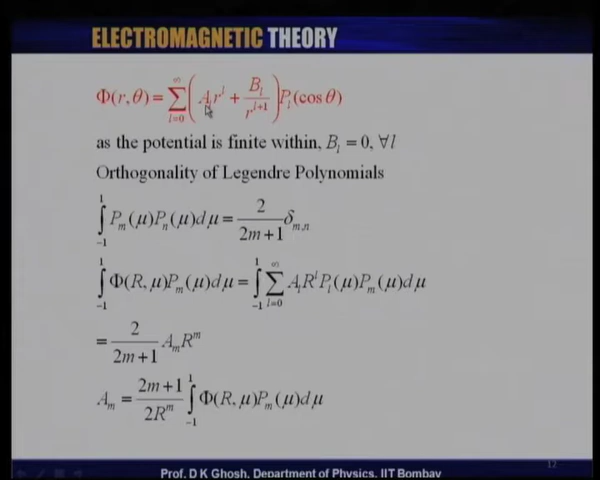 ELECTROMAGNETIC THEORY
Φ(r,θ) = ∑_{l=0}^{∞} ( A_l r^l + B_l / r^{l+1} ) P_l(cos θ)
as the potential is finite within, B_l = 0, ∀l
Orthogonality of Legendre Polynomials
∫_{-1}^{1} P_m(μ)P_n(μ)dμ = 2/(2m+1) δ_{m,n}
∫_{-1}^{1} Φ(R,μ)P_m(μ)dμ = ∫_{-1}^{1} ∑_{l=0}^{∞} A_l R^l P_l(μ)P_m(μ)dμ
= 2/(2m+1) A_m R^m
A_m = (2m+1)/(2R^m) ∫_{-1}^{1} Φ(R,μ)P_m(μ)dμ
12
Prof. D K Ghosh, Department of Physics, IIT Bombay